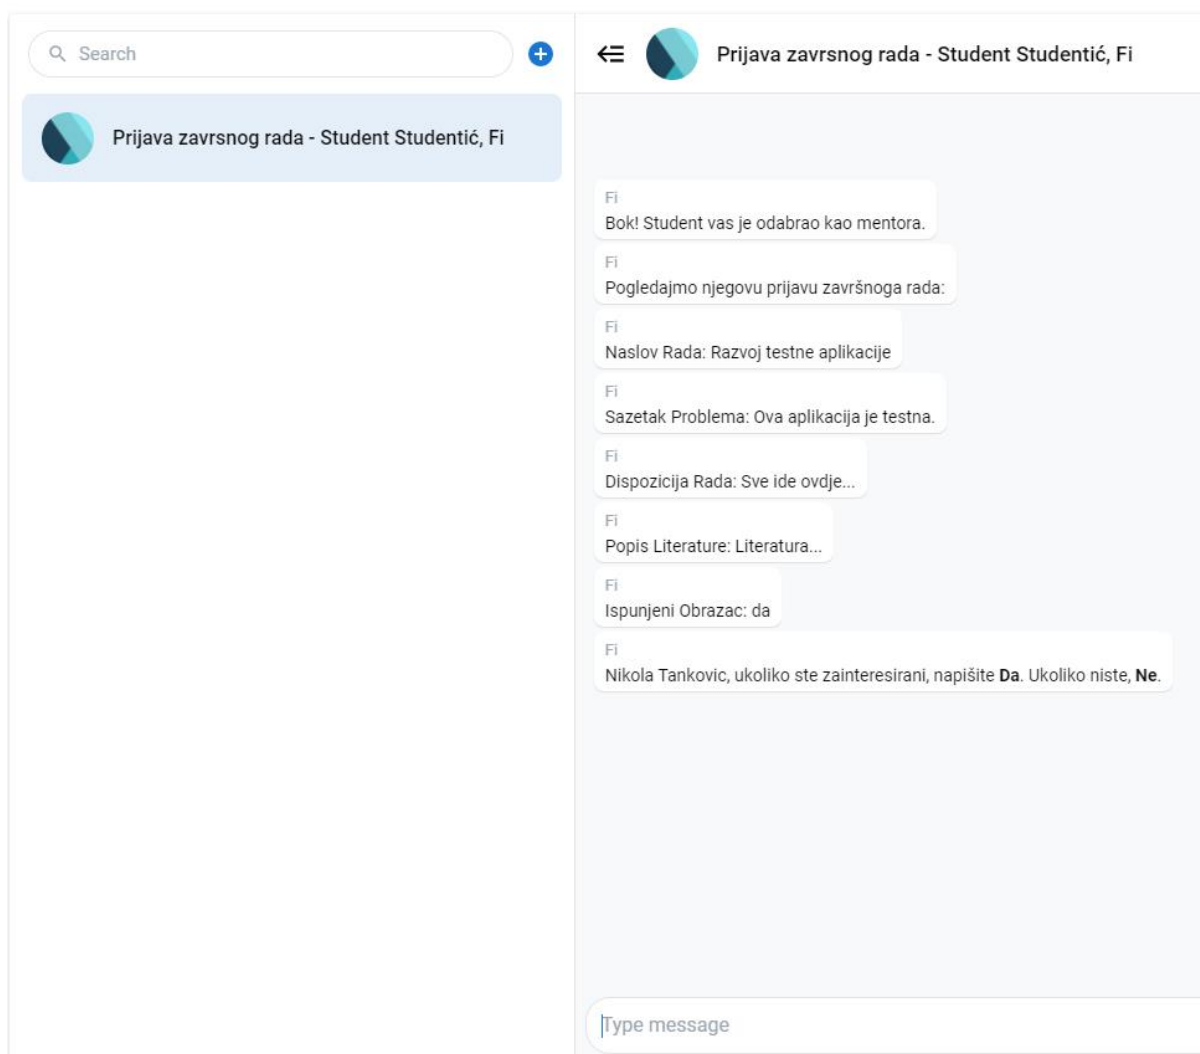 Search
Prijava zavrsnog rada - Student Studentić, Fi
Prijava zavrsnog rada - Student Studentić, Fi
Fi
Bok! Student vas je odabrao kao mentora.
Fi
Pogledajmo njegovu prijavu završnoga rada:
Fi
Naslov Rada: Razvoj testne aplikacije
Fi
Sazetak Problema: Ova aplikacija je testna.
Fi
Dispozicija Rada: Sve ide ovdje...
Fi
Popis Literature: Literatura...
Fi
Ispunjeni Obrazac: da
Fi
Nikola Tankovic, ukoliko ste zainteresirani, napišite Da. Ukoliko niste, Ne.
Type message